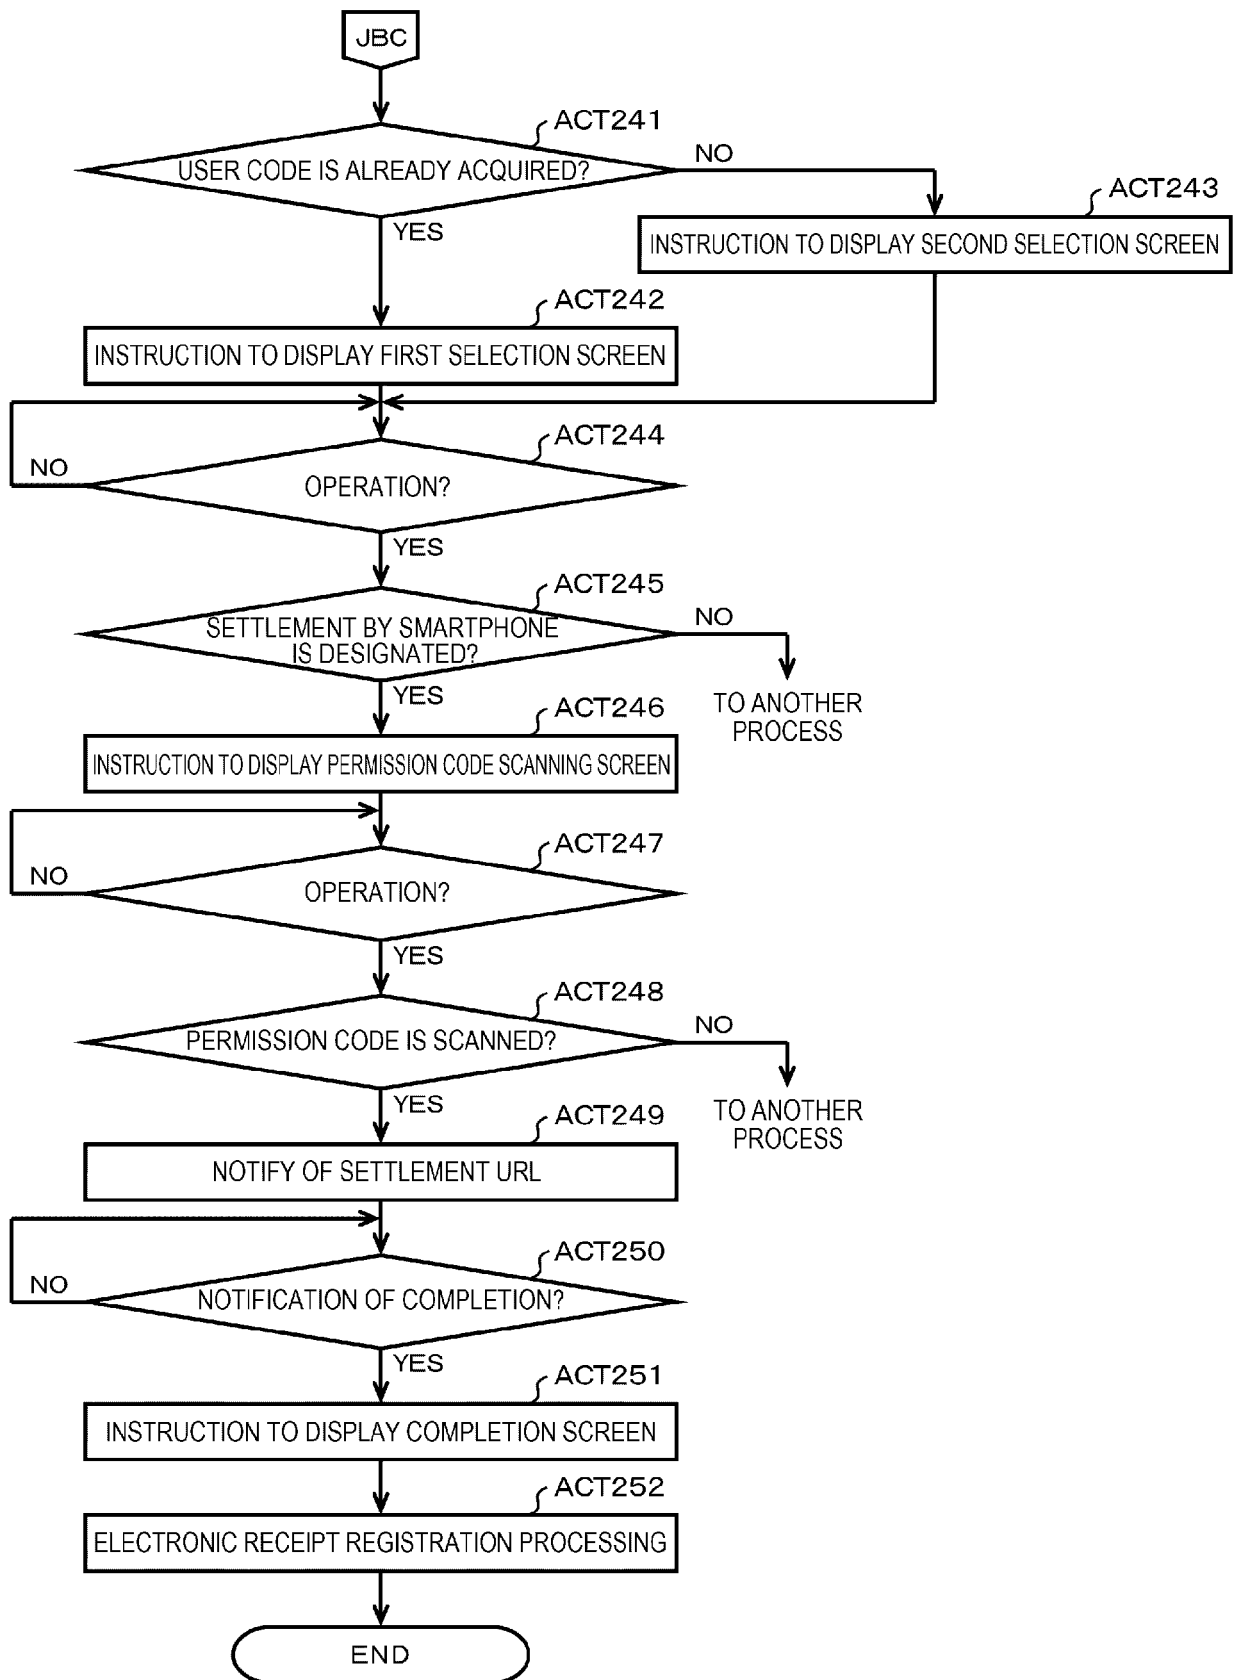 JBC
ACT241
USER CODE IS ALREADY ACQUIRED?
NO
YES
ACT243
INSTRUCTION TO DISPLAY SECOND SELECTION SCREEN
ACT242
INSTRUCTION TO DISPLAY FIRST SELECTION SCREEN
ACT244
NO
OPERATION?
YES
ACT245
SETTLEMENT BY SMARTPHONE
IS DESIGNATED?
NO
TO ANOTHER
PROCESS
YES
ACT246
INSTRUCTION TO DISPLAY PERMISSION CODE SCANNING SCREEN
ACT247
NO
OPERATION?
YES
ACT248
PERMISSION CODE IS SCANNED?
NO
TO ANOTHER
PROCESS
YES
ACT249
NOTIFY OF SETTLEMENT URL
ACT250
NO
NOTIFICATION OF COMPLETION?
YES
ACT251
INSTRUCTION TO DISPLAY COMPLETION SCREEN
ACT252
ELECTRONIC RECEIPT REGISTRATION PROCESSING
END